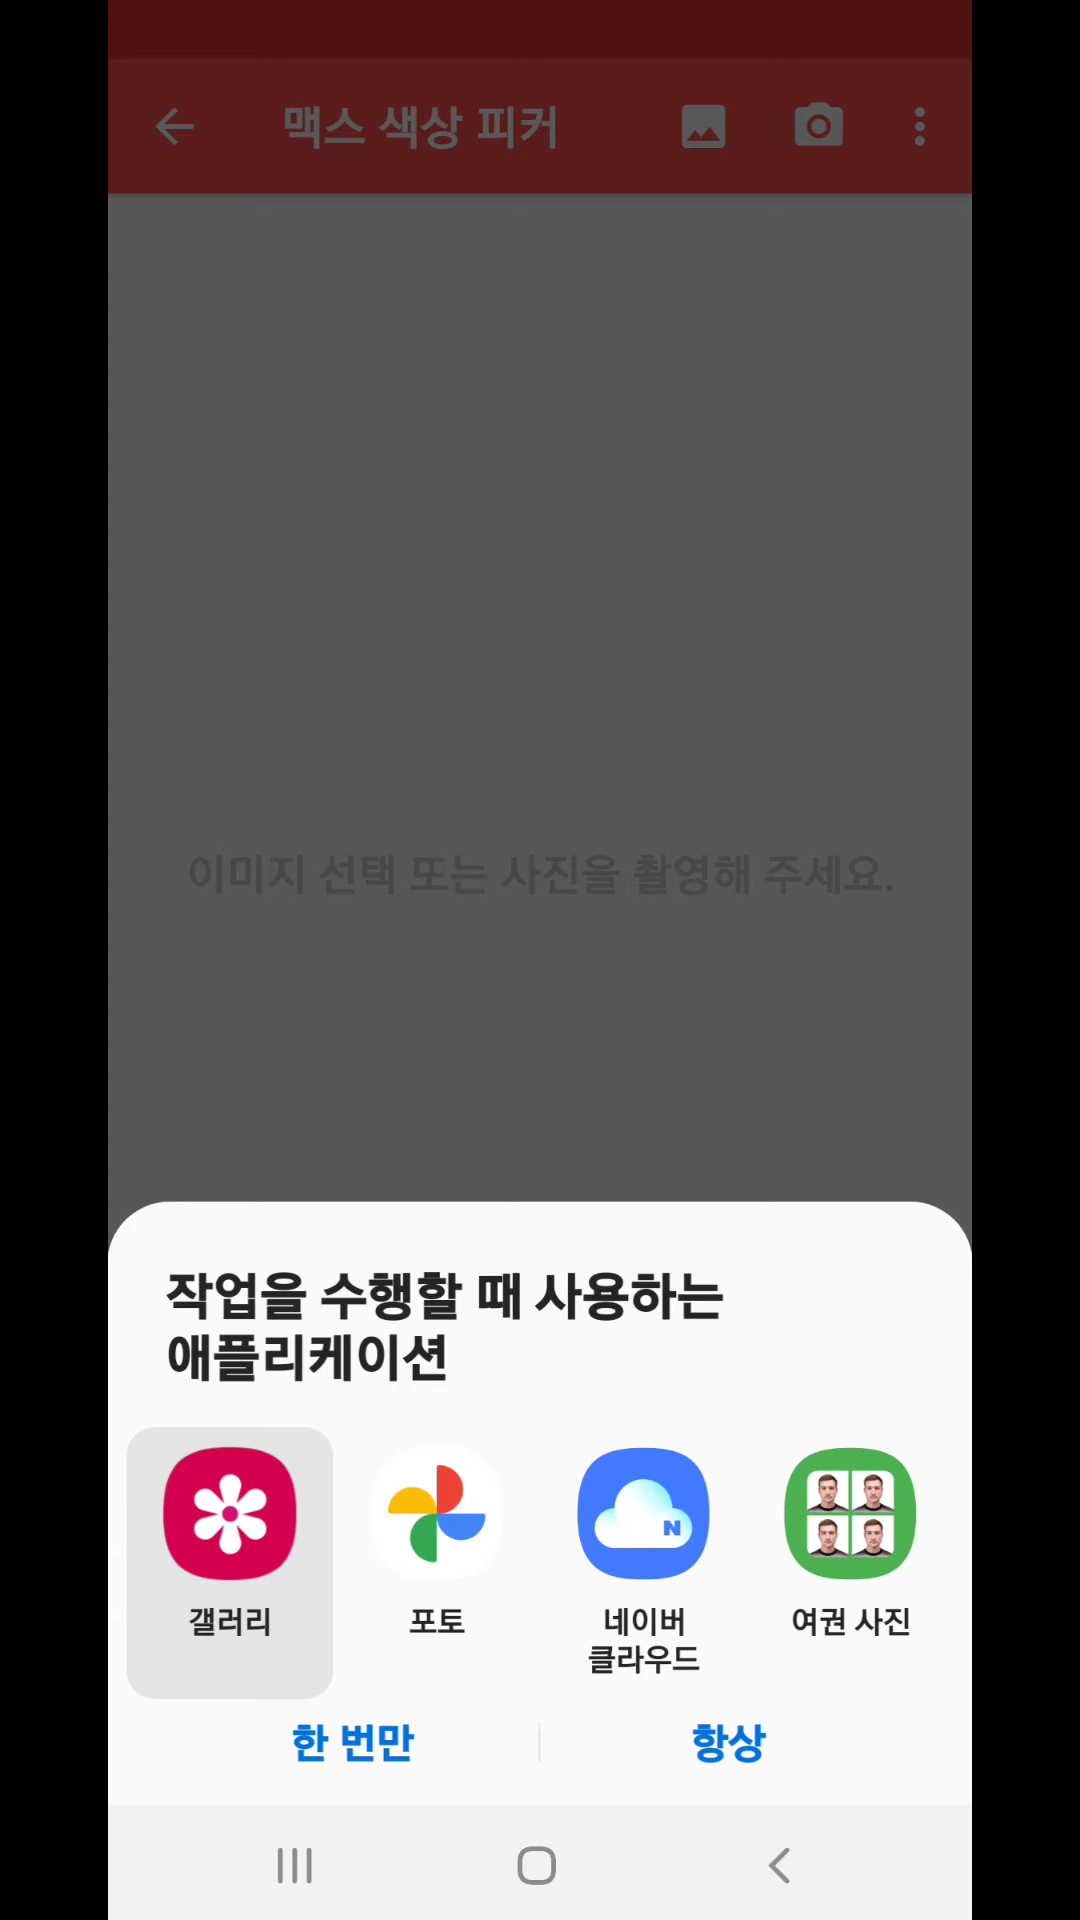 맥스 색상 피커
이미지 선택 또는 사진을 촬영해 주세요.
작업을 수행할 때 사용하는
애플리케이션
갤러리
포토
N
네이버
클라우드
여권 사진
한 번만
항상